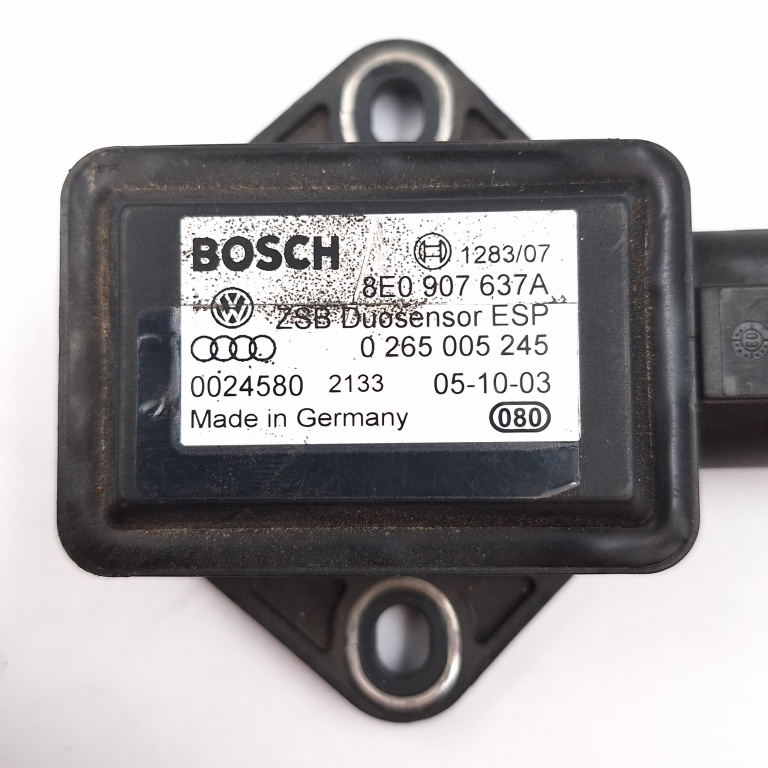 BOSCH 1283/07
8E0 907 637A
ZSB Duosensor ESP
0 265 005 245
0024580 2133 05-10-03
Made in Germany 080